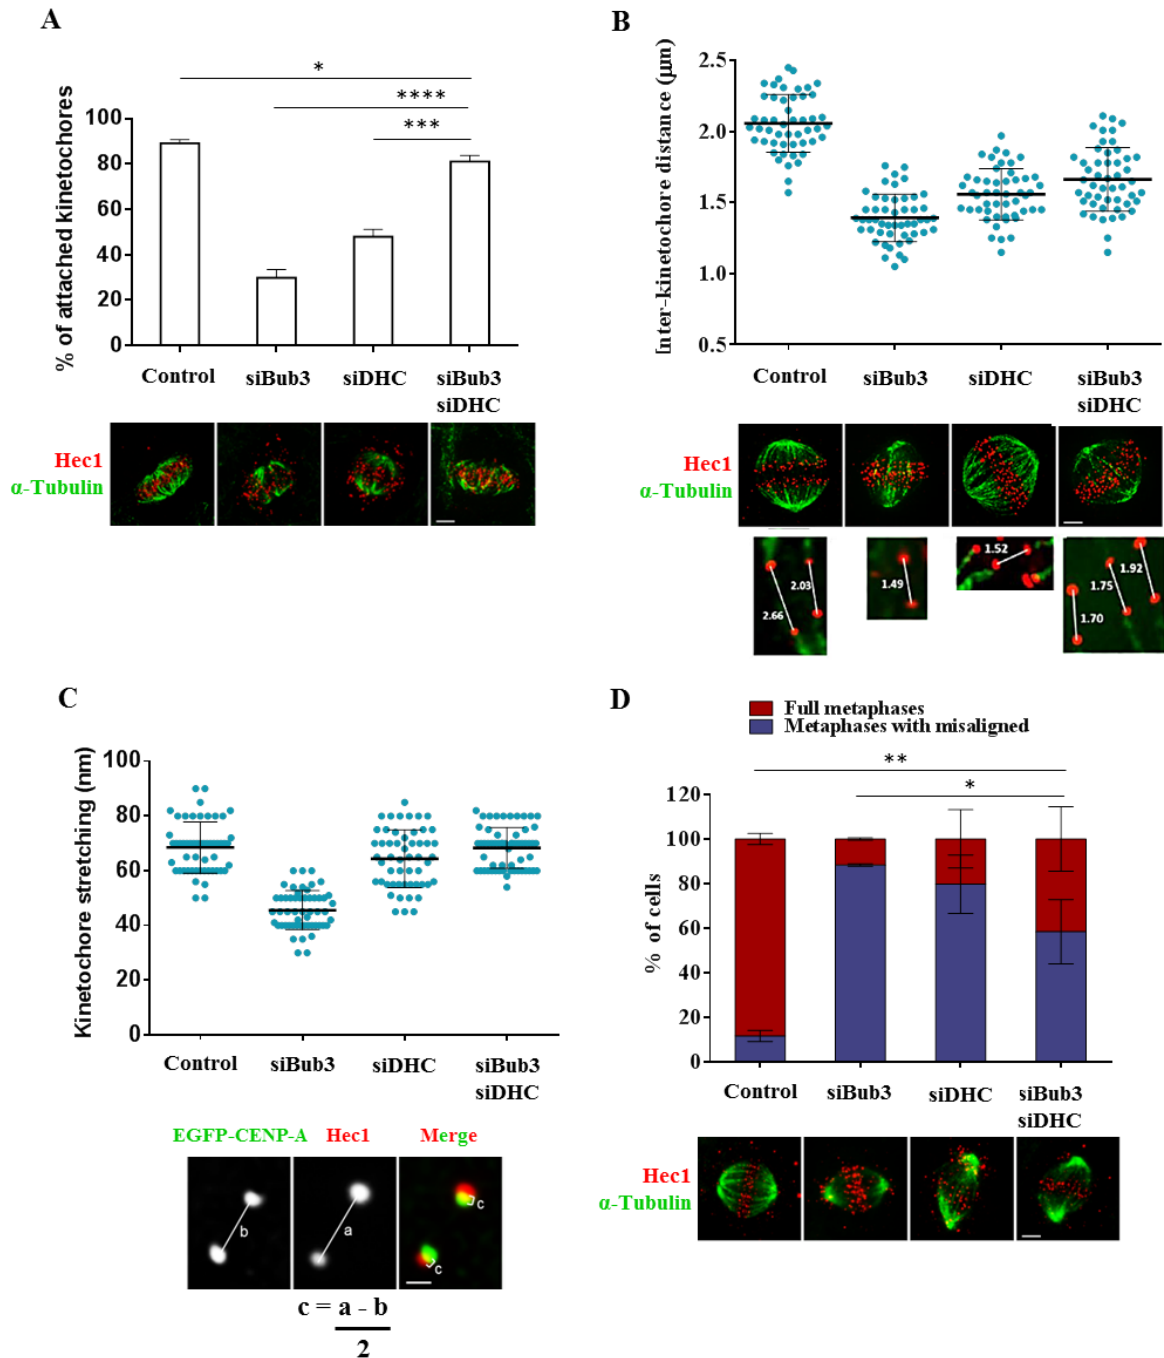 A
*
****
***
% of attached kinetochores
100
80
60
40
20
0
Control
siBub3
siDHC
siBub3
siDHC
Hec1
α-Tubulin
B
Inter-kinetochore distance (µm)
2.5
2.0
1.5
1.0
0.5
Control
siBub3
siDHC
siBub3
siDHC
Hec1
α-Tubulin
2.66
2.03
1.49
1.52
1.70
1.75
1.92
C
Kinetochore stretching (nm)
100
80
60
40
20
0
Control
siBub3
siDHC
siBub3
siDHC
EGFP-CENP-A
Hec1
Merge
b
a
c
c
c = a - b
2
D
Full metaphases
Metaphases with misaligned
**
*
% of cells
120
100
80
60
40
20
0
Control
siBub3
siDHC
siBub3
siDHC
Hec1
α-Tubulin